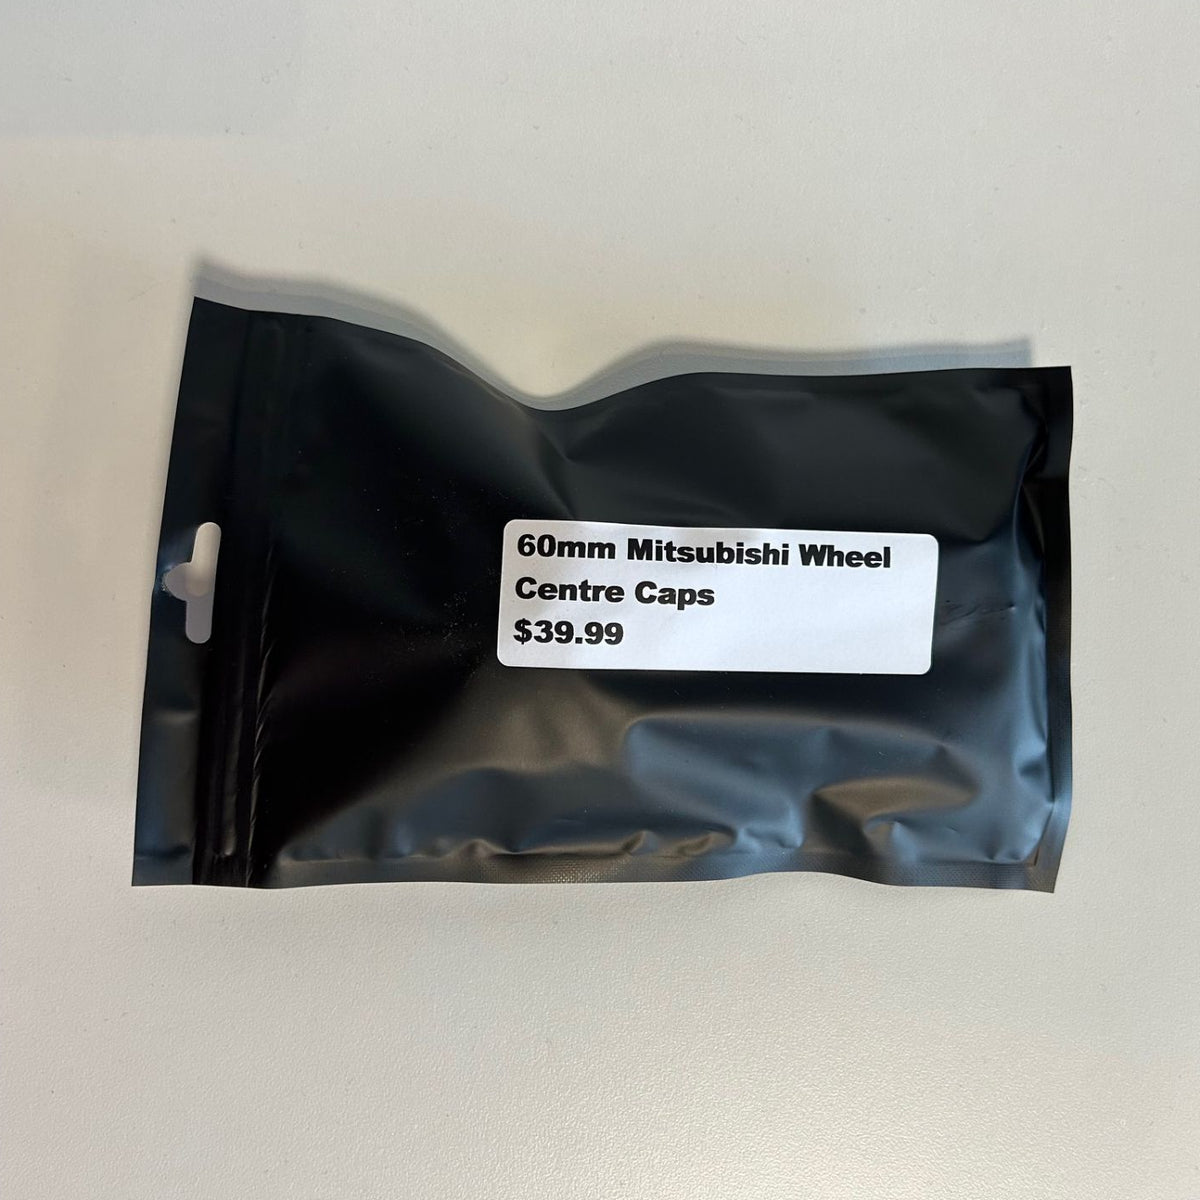 60mm Mitsubishi Wheel
Centre Caps
$39.99